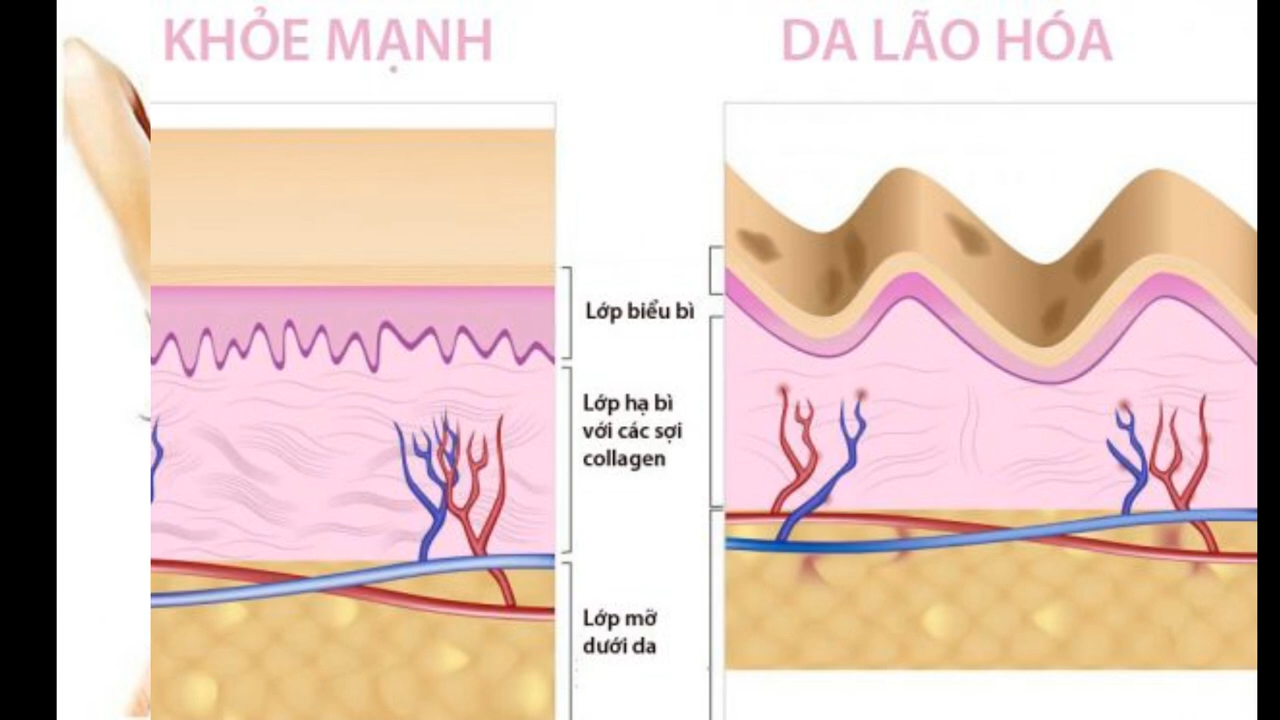 KHỎE MẠNH
DA LÃO HÓA
Lớp biểu bì
Lớp hạ bì
với các sợi
collagen
Lớp mỡ
dưới da